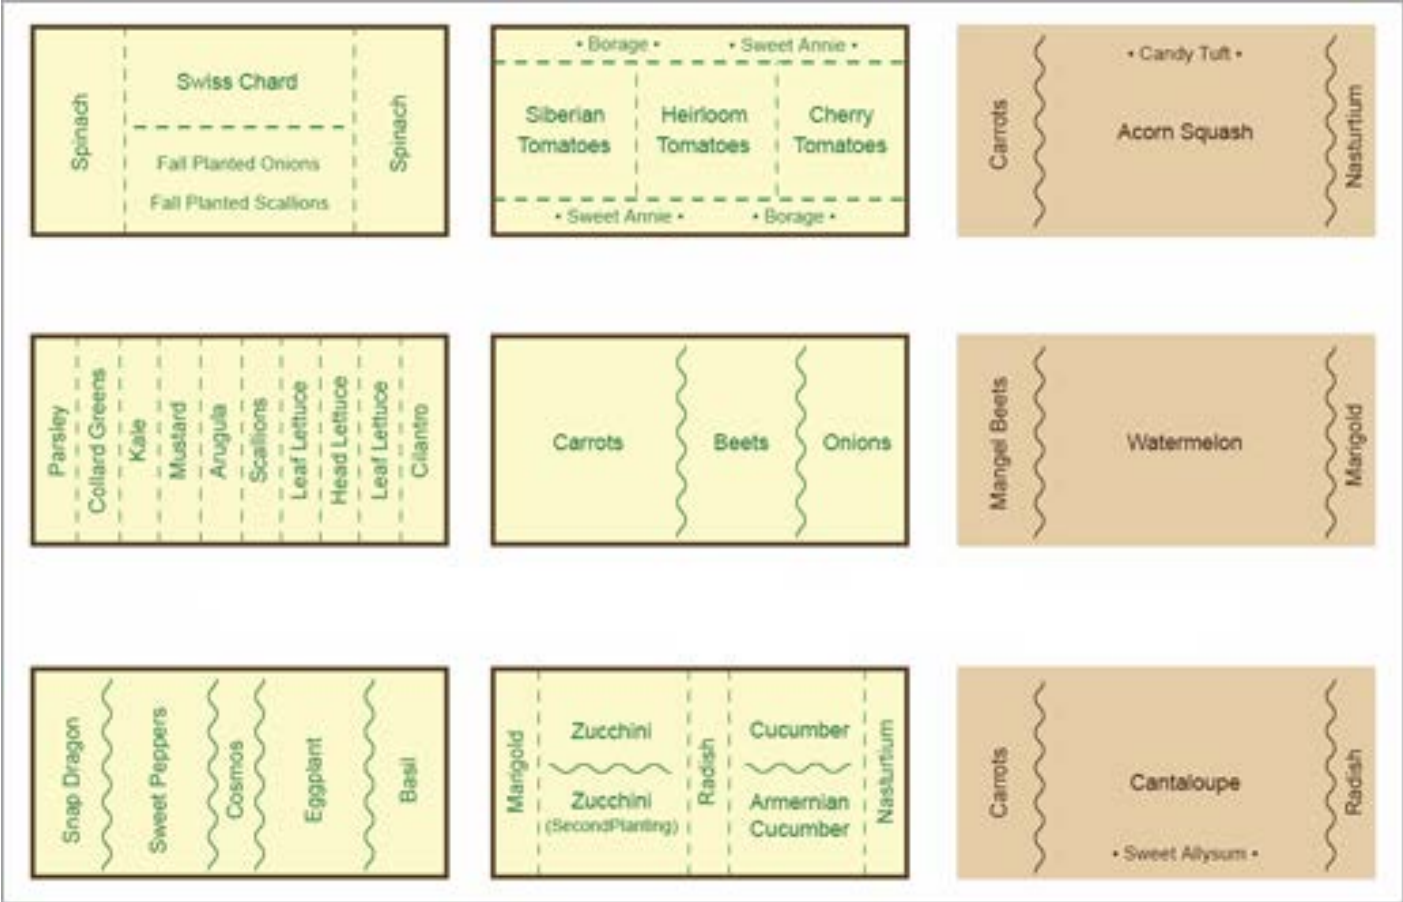 Spinach
Swiss Chard
Fall Planted Onions
Fall Planted Scallions
Spinach
• Borage •
• Sweet Annie •
Siberian
Tomatoes
Heirloom
Tomatoes
Cherry
Tomatoes
• Sweet Annie •
• Borage •
Carrots
• Candy Tuft •
Acorn Squash
Nasturtium
Parsley
Collard Greens
Kale
Mustard
Arugula
Scallions
Leaf Lettuce
Head Lettuce
Leaf Lettuce
Cilantro
Carrots
Beets
Onions
Mangel Beets
Watermelon
Marigold
Snap Dragon
Sweet Peppers
Cosmos
Eggplant
Basil
Marigold
Zucchini
Zucchini
(SecondPlanting)
Radish
Cucumber
Armernian
Cucumber
Nasturtium
Carrots
Cantaloupe
• Sweet Allysum •
Radish